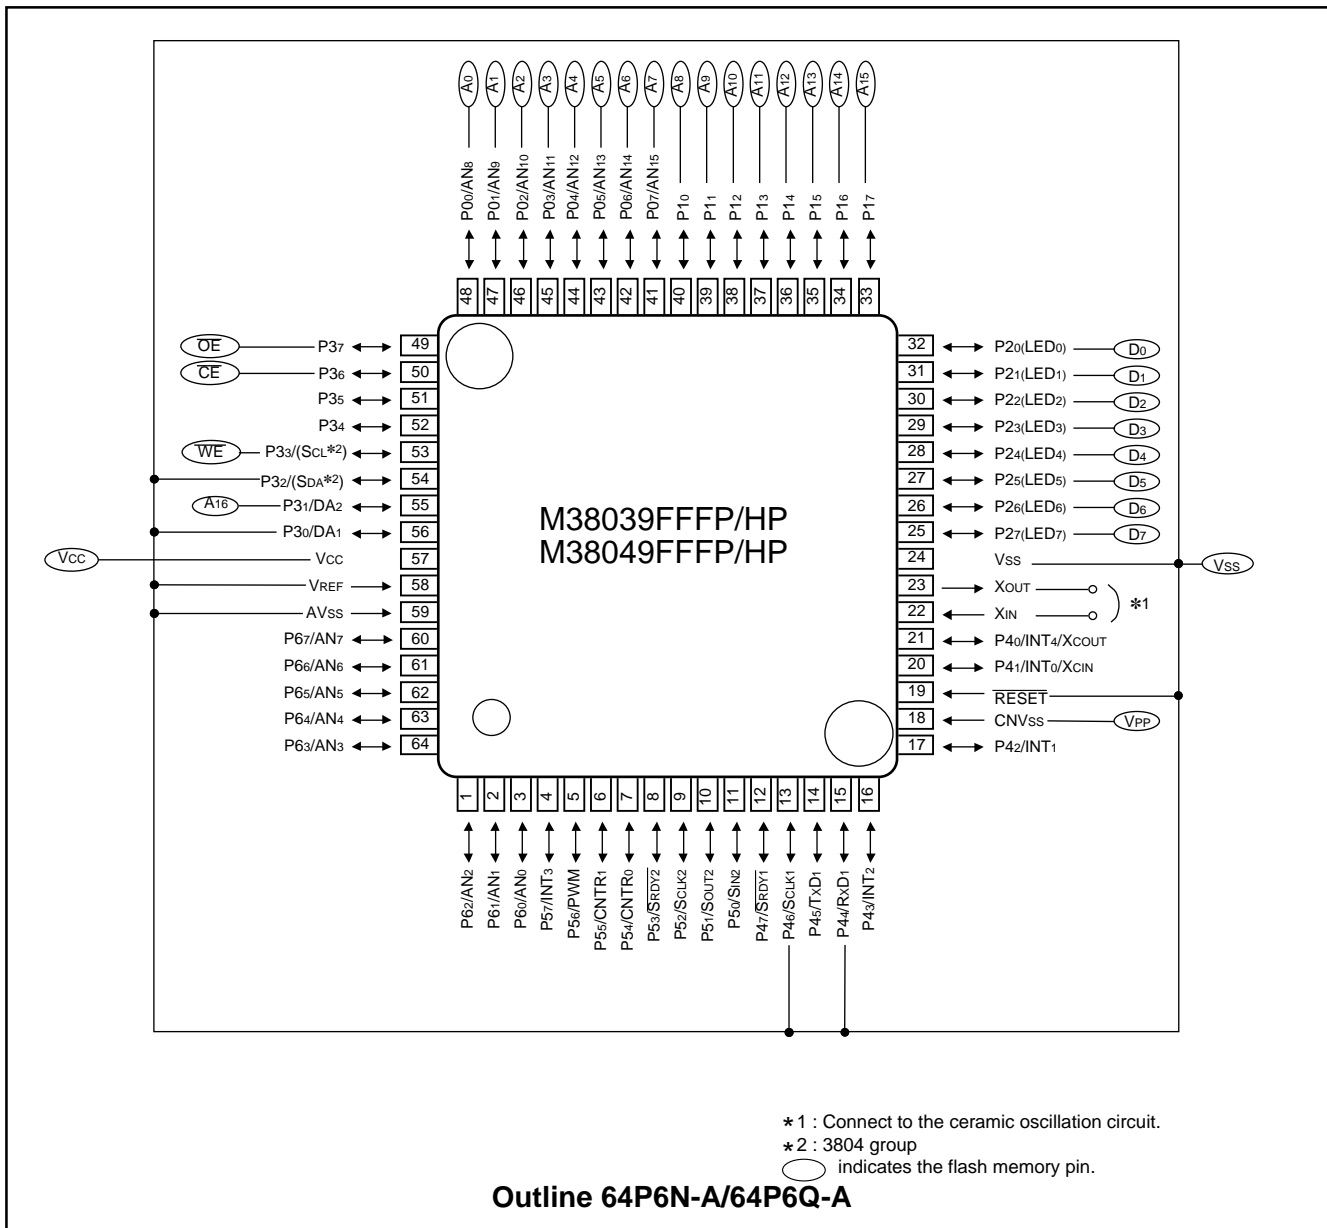 A0 A1 A2 A3 A4 A5 A6 A7 A8 A9 A10 A11 A12 A13 A14 A15
P00/AN8 P01/AN9 P02/AN10 P03/AN11 P04/AN12 P05/AN13 P06/AN14 P07/AN15 P10 P11 P12 P13 P14 P15 P16 P17
48 47 46 45 44 43 42 41 40 39 38 37 36 35 34 33
OE P37 49
CE P36 50
P35 51
P34 52
WE P33/(SCL*2) 53
P32/(SDA*2) 54
A16 P31/DA2 55
P30/DA1 56
VCC VCC 57
VREF 58
AVSS 59
P67/AN7 60
P66/AN6 61
P65/AN5 62
P64/AN4 63
P63/AN3 64
M38039FFFP/HP
M38049FFFP/HP
32 P20(LED0) D0
31 P21(LED1) D1
30 P22(LED2) D2
29 P23(LED3) D3
28 P24(LED4) D4
27 P25(LED5) D5
26 P26(LED6) D6
25 P27(LED7) D7
24 VSS VSS
23 XOUT
22 XIN
*1
21 P40/INT4/XCOUT
20 P41/INT0/XCIN
19 RESET
18 CNVSS VPP
17 P42/INT1
1 2 3 4 5 6 7 8 9 10 11 12 13 14 15 16
P62/AN2 P61/AN1 P60/AN0 P57/INT3 P56/PWM P55/CNTR1 P54/CNTR0 P53/SRDY2 P52/SCLK2 P51/SOUT2 P50/SIN2 P47/SRDY1 P46/SCLK1 P45/TXD1 P44/RXD1 P43/INT2
*1 : Connect to the ceramic oscillation circuit.
*2 : 3804 group
indicates the flash memory pin.
Outline 64P6N-A/64P6Q-A